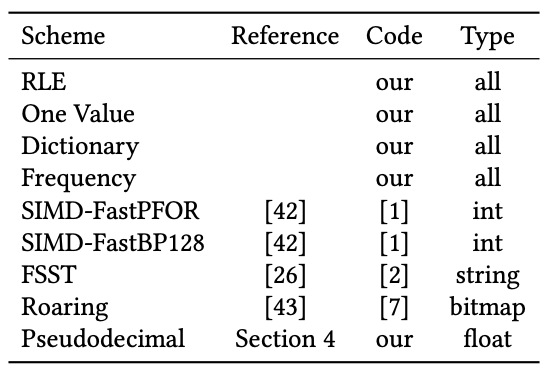 Scheme Reference Code Type
RLE our all
One Value our all
Dictionary our all
Frequency our all
SIMD-FastPFOR [42] [1] int
SIMD-FastBP128 [42] [1] int
FSST [26] [2] string
Roaring [43] [7] bitmap
Pseudodecimal Section 4 our float